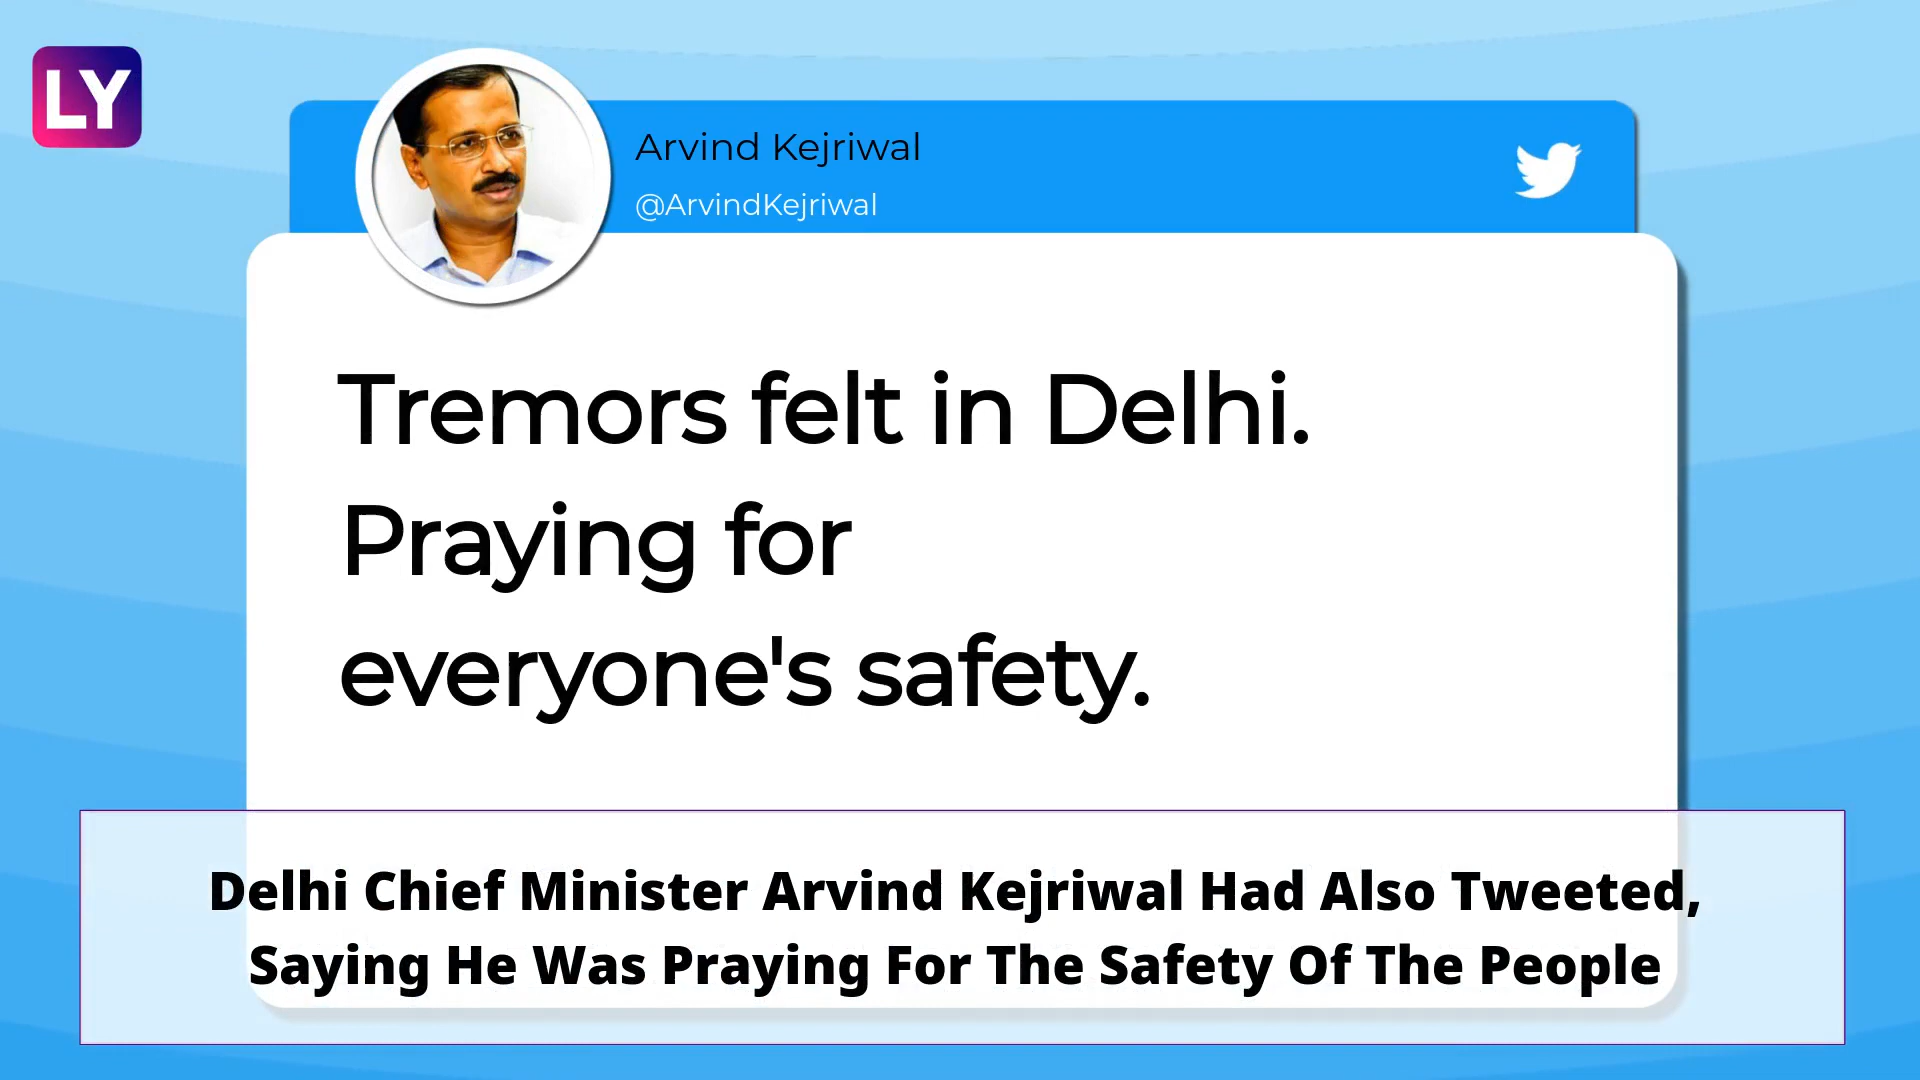 LY
Arvind Kejriwal
@ArvindKejriwal
Tremors felt in Delhi.
Praying for
everyone's safety.
Delhi Chief Minister Arvind Kejriwal Had Also Tweeted,
Saying He Was Praying For The Safety Of The People